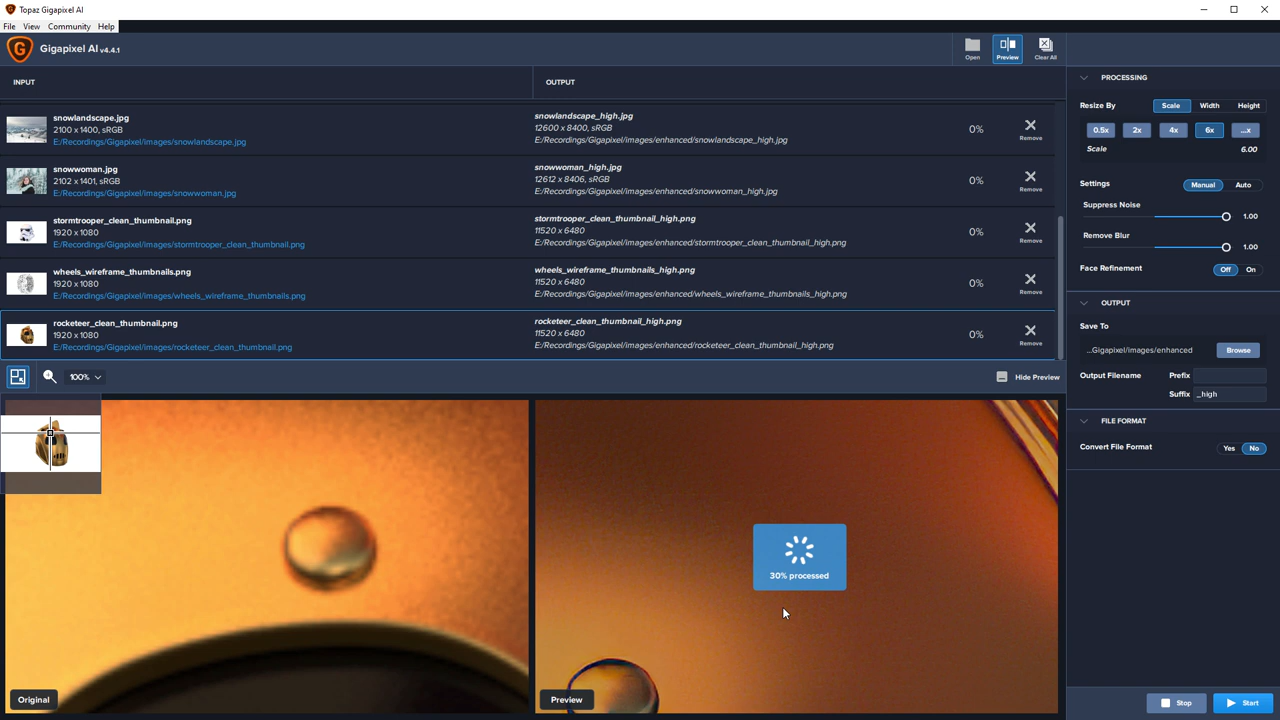 Topaz Gigapixel AI
File View Community Help
Gigapixel AI v4.4.1
Open Preview Clear All
INPUT OUTPUT
snowlandscape.jpg
2100 x 1400, sRGB
E:/Recordings/Gigapixel/images/snowlandscape.jpg
snowlandscape_high.jpg
12600 x 8400, sRGB
E:/Recordings/Gigapixel/images/enhanced/snowlandscape_high.jpg
0% Remove
snowwoman.jpg
2102 x 1401, sRGB
E:/Recordings/Gigapixel/images/snowwoman.jpg
snowwoman_high.jpg
12612 x 8406, sRGB
E:/Recordings/Gigapixel/images/enhanced/snowwoman_high.jpg
0% Remove
stormtrooper_clean_thumbnail.png
1920 x 1080
E:/Recordings/Gigapixel/images/stormtrooper_clean_thumbnail.png
stormtrooper_clean_thumbnail_high.png
11520 x 6480
E:/Recordings/Gigapixel/images/enhanced/stormtrooper_clean_thumbnail_high.png
0% Remove
wheels_wireframe_thumbnails.png
1920 x 1080
E:/Recordings/Gigapixel/images/wheels_wireframe_thumbnails.png
wheels_wireframe_thumbnails_high.png
11520 x 6480
E:/Recordings/Gigapixel/images/enhanced/wheels_wireframe_thumbnails_high.png
0% Remove
rocketeer_clean_thumbnail.png
1920 x 1080
E:/Recordings/Gigapixel/images/rocketeer_clean_thumbnail.png
rocketeer_clean_thumbnail_high.png
11520 x 6480
E:/Recordings/Gigapixel/images/enhanced/rocketeer_clean_thumbnail_high.png
0% Remove
100% Hide Preview
30% processed
Original Preview
PROCESSING
Resize By Scale Width Height
0.5x 2x 4x 6x ...x
Scale 6.00
Settings Manual Auto
Suppress Noise 1.00
Remove Blur 1.00
Face Refinement Off On
OUTPUT
Save To
...Gigapixel/images/enhanced Browse
Output Filename Prefix
Suffix _high
FILE FORMAT
Convert File Format Yes No
Stop Start